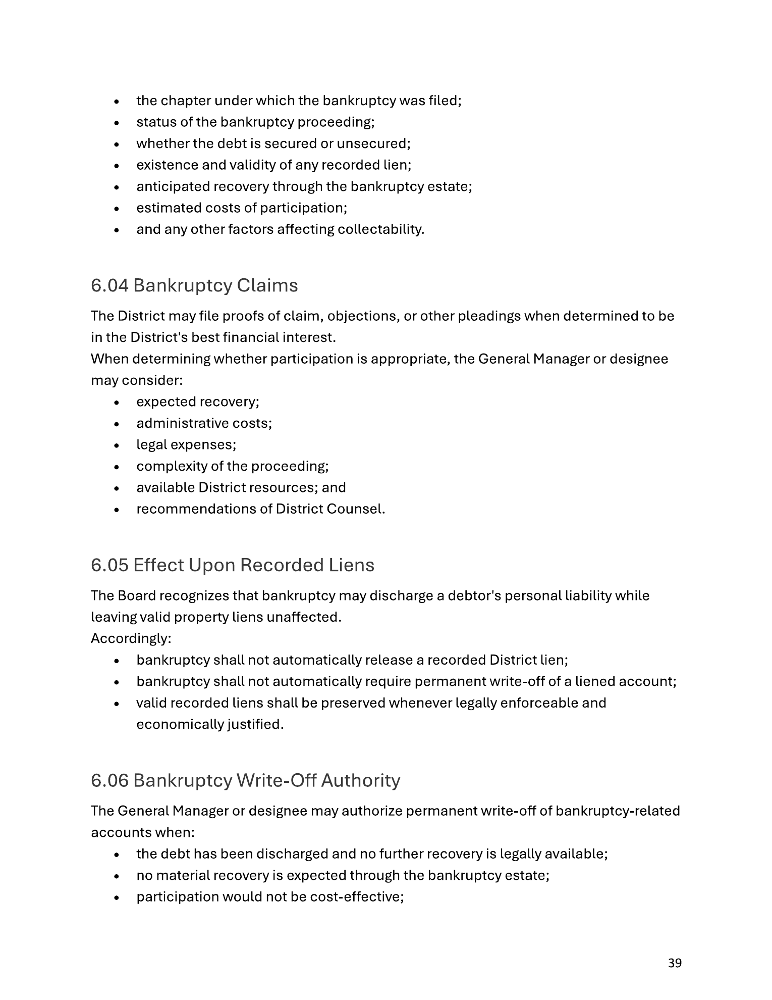 • the chapter under which the bankruptcy was filed;
• status of the bankruptcy proceeding;
• whether the debt is secured or unsecured;
• existence and validity of any recorded lien;
• anticipated recovery through the bankruptcy estate;
• estimated costs of participation;
• and any other factors affecting collectability.
6.04 Bankruptcy Claims
The District may file proofs of claim, objections, or other pleadings when determined to be
in the District's best financial interest.
When determining whether participation is appropriate, the General Manager or designee
may consider:
• expected recovery;
• administrative costs;
• legal expenses;
• complexity of the proceeding;
• available District resources; and
• recommendations of District Counsel.
6.05 Effect Upon Recorded Liens
The Board recognizes that bankruptcy may discharge a debtor's personal liability while
leaving valid property liens unaffected.
Accordingly:
• bankruptcy shall not automatically release a recorded District lien;
• bankruptcy shall not automatically require permanent write-off of a liened account;
• valid recorded liens shall be preserved whenever legally enforceable and
economically justified.
6.06 Bankruptcy Write-Off Authority
The General Manager or designee may authorize permanent write-off of bankruptcy-related
accounts when:
• the debt has been discharged and no further recovery is legally available;
• no material recovery is expected through the bankruptcy estate;
• participation would not be cost-effective;
39